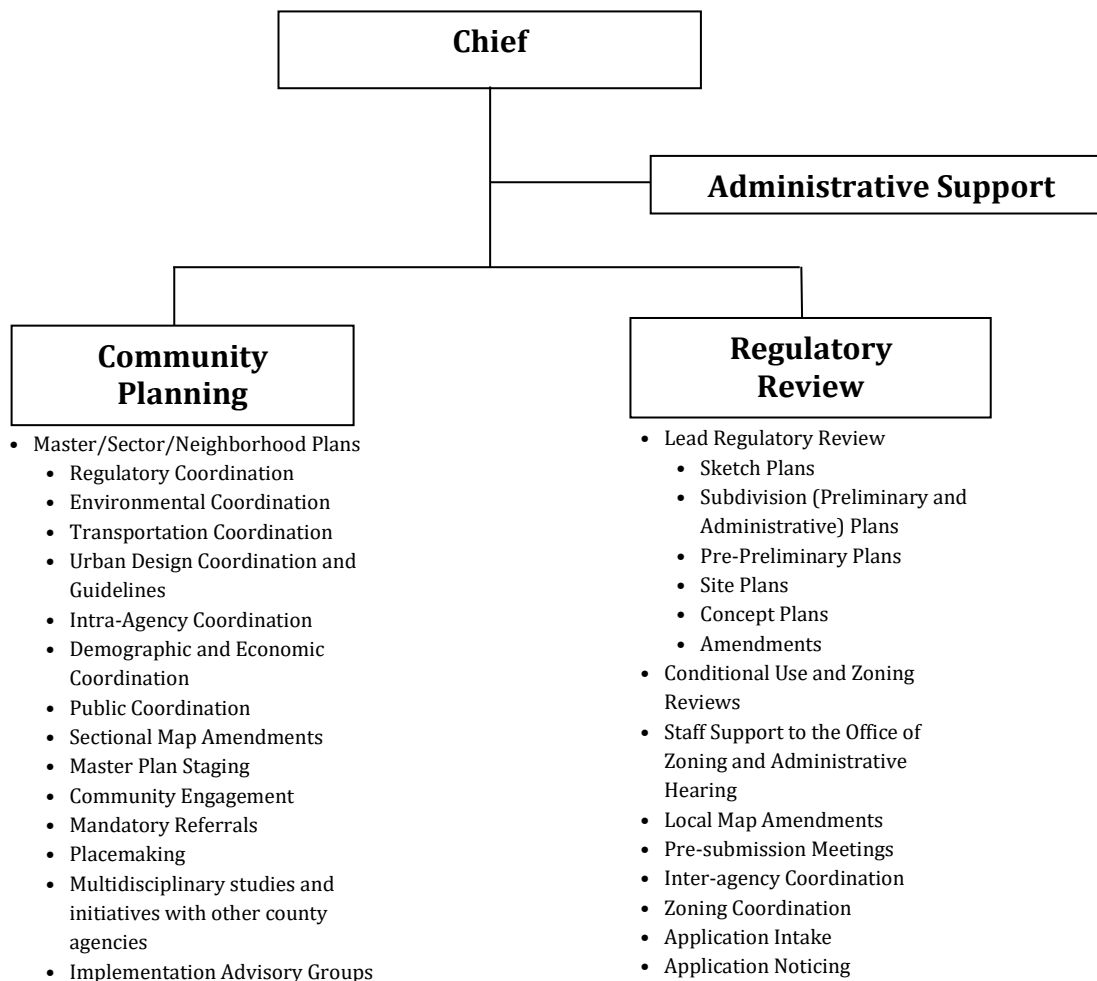 Chief
Administrative Support
Community
Planning
• Master/Sector/Neighborhood Plans
• Regulatory Coordination
• Environmental Coordination
• Transportation Coordination
• Urban Design Coordination and
Guidelines
• Intra-Agency Coordination
• Demographic and Economic
Coordination
• Public Coordination
• Sectional Map Amendments
• Master Plan Staging
• Community Engagement
• Mandatory Referrals
• Placemaking
• Multidisciplinary studies and
initiatives with other county
agencies
• Implementation Advisory Groups
Regulatory
Review
• Lead Regulatory Review
• Sketch Plans
• Subdivision (Preliminary and
Administrative) Plans
• Pre-Preliminary Plans
• Site Plans
• Concept Plans
• Amendments
• Conditional Use and Zoning
Reviews
• Staff Support to the Office of
Zoning and Administrative
Hearing
• Local Map Amendments
• Pre-submission Meetings
• Inter-agency Coordination
• Zoning Coordination
• Application Intake
• Application Noticing